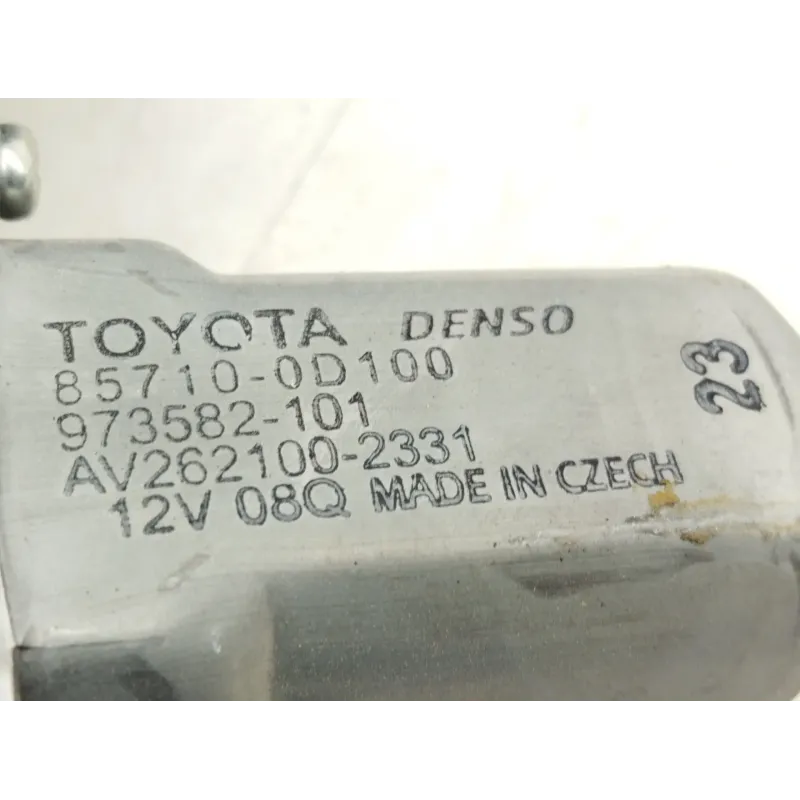 TOYOTA DENSO
85710-0D100
973582-101
AV262100-2331
12V 08Q MADE IN CZECH
23